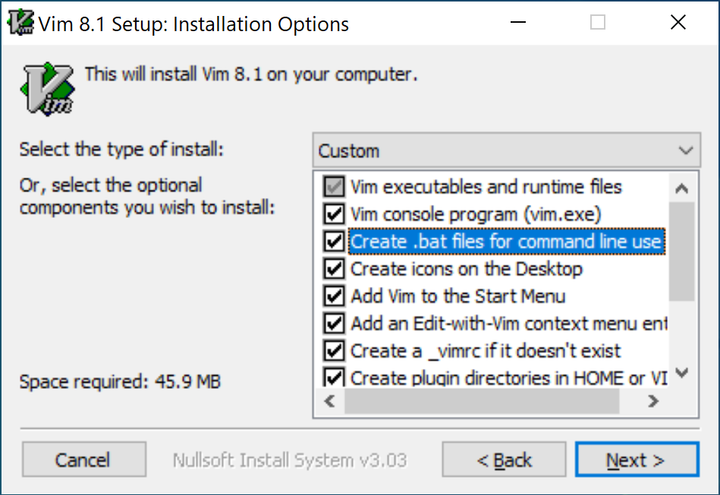 Vim 8.1 Setup: Installation Options
Vim
This will install Vim 8.1 on your computer.
Select the type of install:
Custom
Or, select the optional
components you wish to install:
Vim executables and runtime files
Vim console program (vim.exe)
Create .bat files for command line use
Create icons on the Desktop
Add Vim to the Start Menu
Add an Edit-with-Vim context menu ent
Create a _vimrc if it doesn't exist
Create plugin directories in HOME or VI
Space required: 45.9 MB
Cancel
Nullsoft Install System v3.03
< Back
Next >